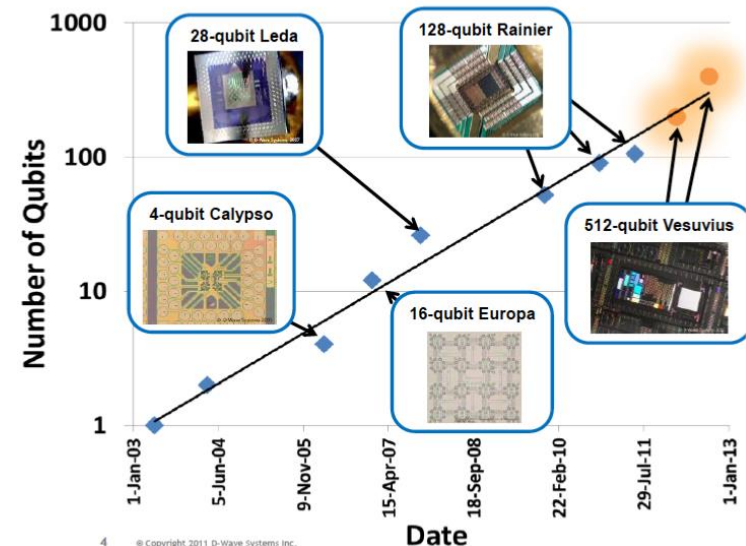 1000
100
10
1
Number of Qubits
28-qubit Leda
128-qubit Rainier
4-qubit Calypso
16-qubit Europa
512-qubit Vesuvius
1-Jan-03
5-Jun-04
9-Nov-05
15-Apr-07
18-Sep-08
22-Feb-10
29-Jul-11
1-Jan-13
Date
4 © Copyright 2011 D-Wave Systems Inc.